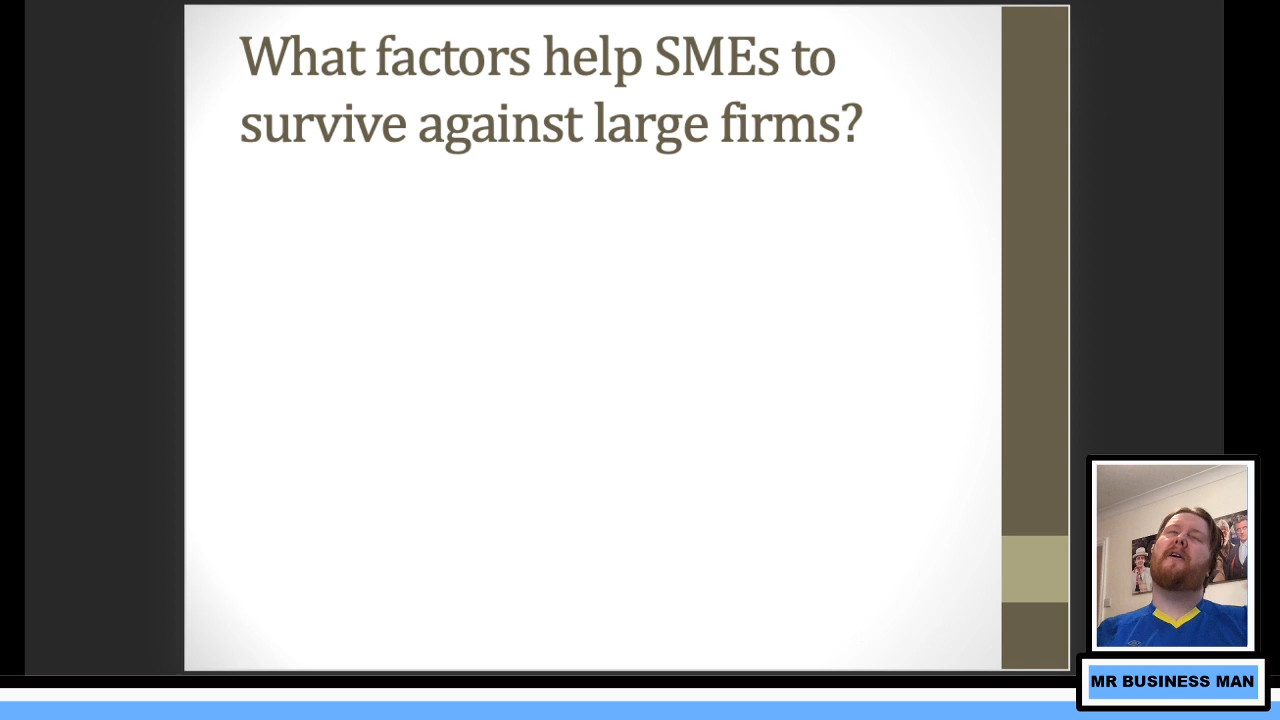 What factors help SMEs to
survive against large firms?
MR BUSINESS MAN